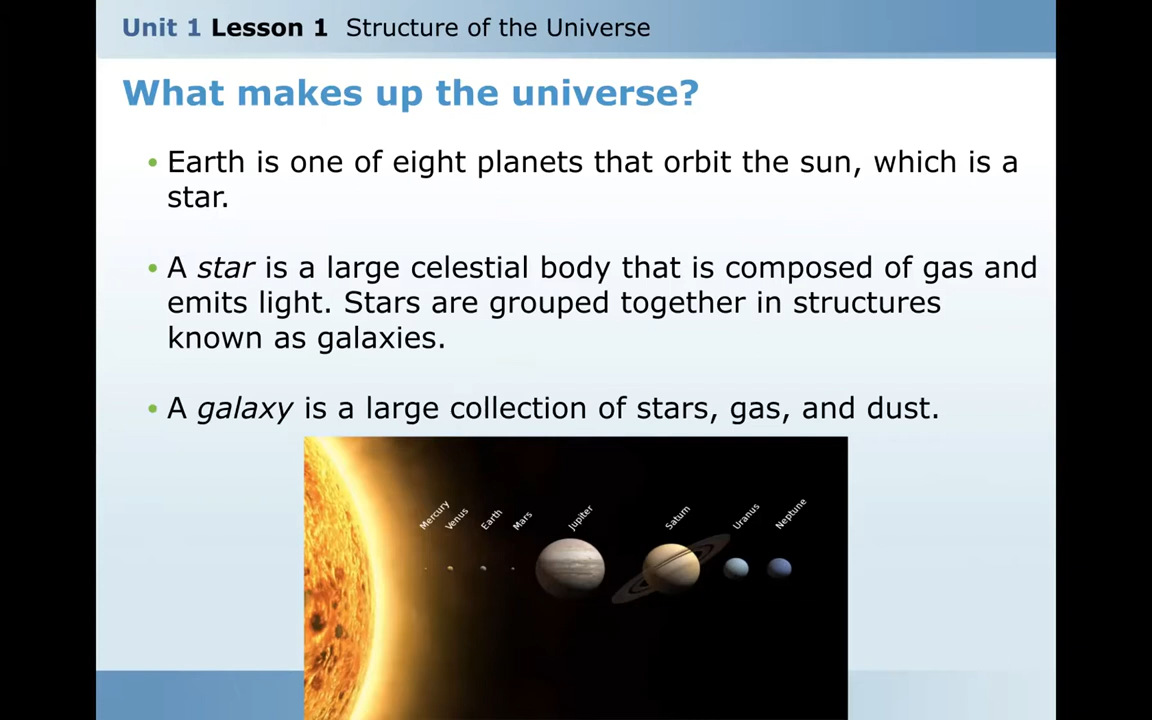 Unit 1 Lesson 1 Structure of the Universe
What makes up the universe?
• Earth is one of eight planets that orbit the sun, which is a
star.
• A star is a large celestial body that is composed of gas and
emits light. Stars are grouped together in structures
known as galaxies.
• A galaxy is a large collection of stars, gas, and dust.
Mercury Venus Earth Mars Jupiter Saturn Uranus Neptune